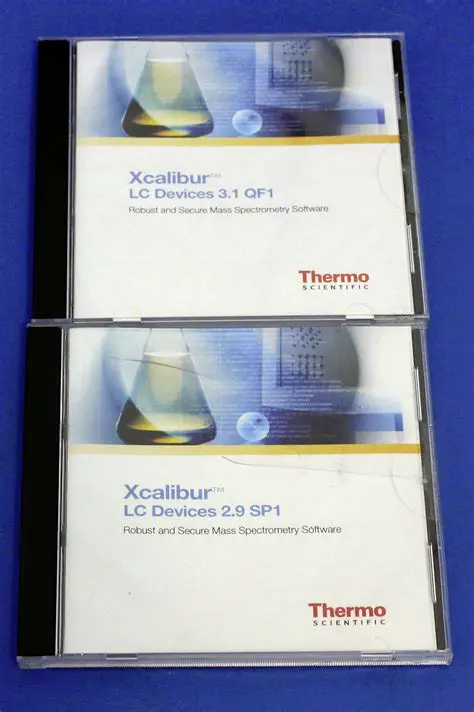 Xcalibur™
LC Devices 3.1 QF1
Robust and Secure Mass Spectrometry Software
Thermo
SCIENTIFIC
Xcalibur™
LC Devices 2.9 SP1
Robust and Secure Mass Spectrometry Software
Thermo
SCIENTIFIC